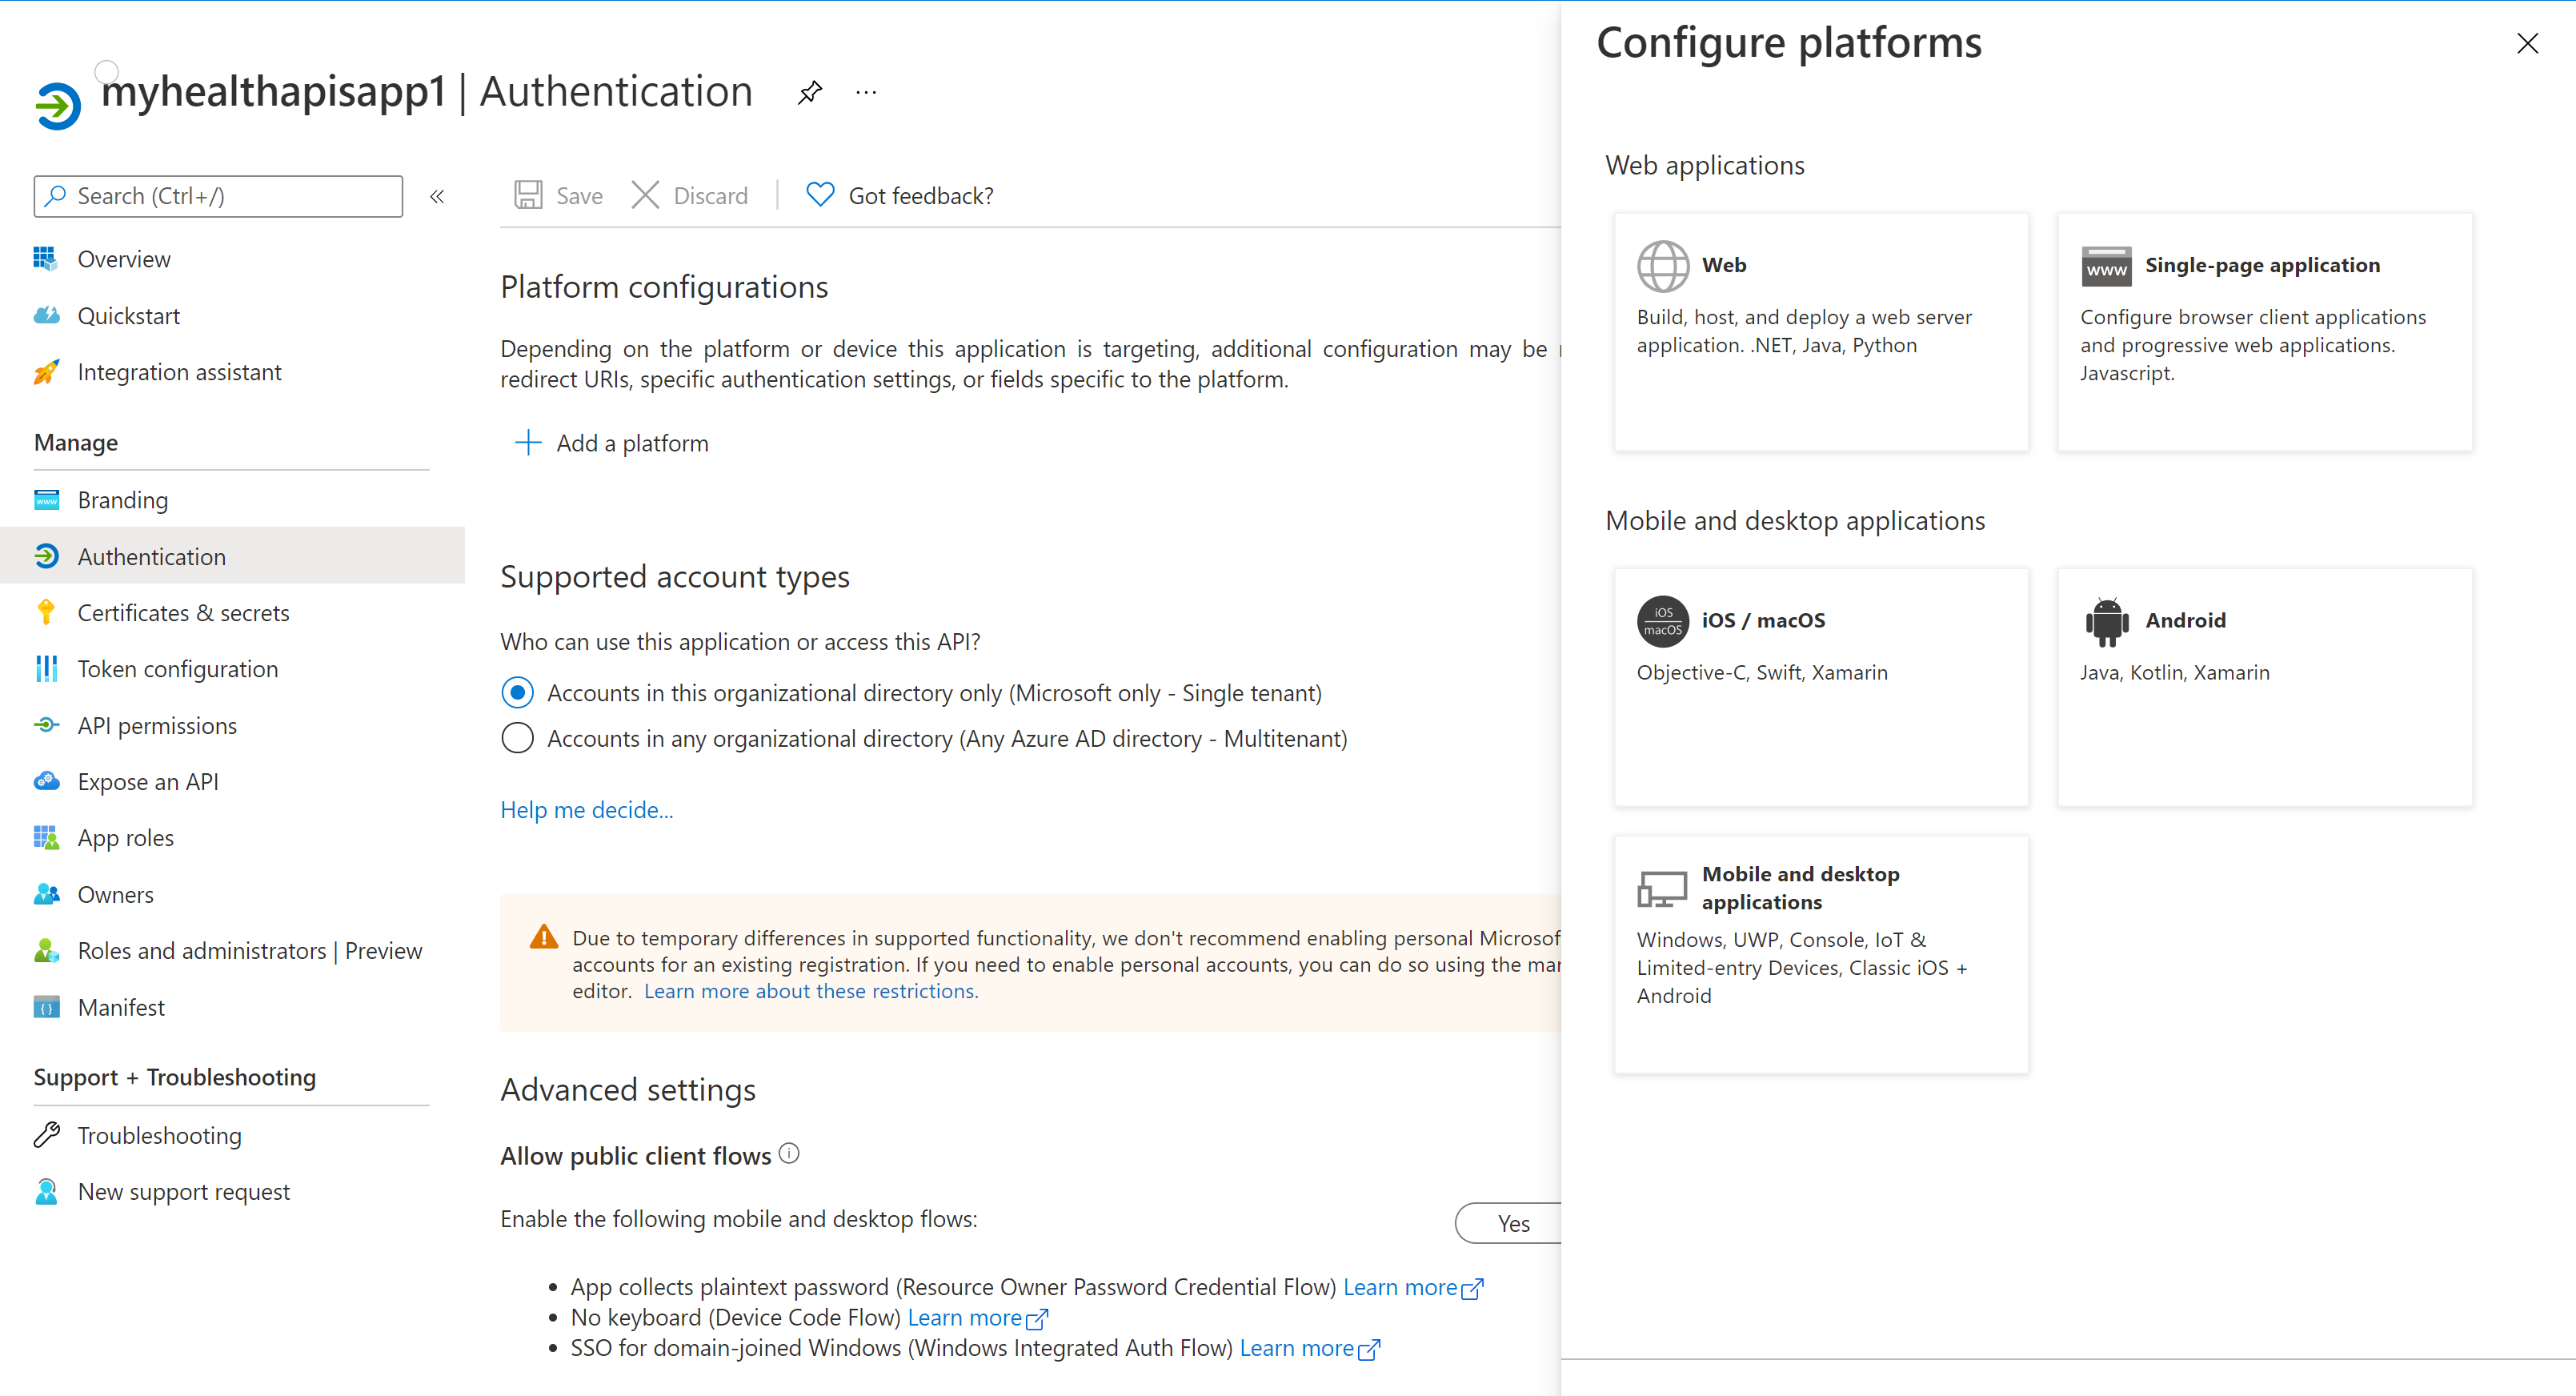 myhealthapisapp1 | Authentication
Search (Ctrl+/)
Overview
Quickstart
Integration assistant
Manage
Branding
Authentication
Certificates & secrets
Token configuration
API permissions
Expose an API
App roles
Owners
Roles and administrators | Preview
Manifest
Support + Troubleshooting
Troubleshooting
New support request
Save
Discard
Got feedback?
Platform configurations
Depending on the platform or device this application is targeting, additional configuration may be
redirect URIs, specific authentication settings, or fields specific to the platform.
Add a platform
Supported account types
Who can use this application or access this API?
Accounts in this organizational directory only (Microsoft only - Single tenant)
Accounts in any organizational directory (Any Azure AD directory - Multitenant)
Help me decide...
Due to temporary differences in supported functionality, we don't recommend enabling personal Microsof
accounts for an existing registration. If you need to enable personal accounts, you can do so using the mar
editor. Learn more about these restrictions.
Advanced settings
Allow public client flows
Enable the following mobile and desktop flows:
Yes
App collects plaintext password (Resource Owner Password Credential Flow) Learn more
No keyboard (Device Code Flow) Learn more
SSO for domain-joined Windows (Windows Integrated Auth Flow) Learn more
Configure platforms
Web applications
Web
Build, host, and deploy a web server
application. .NET, Java, Python
www
Single-page application
Configure browser client applications
and progressive web applications.
Javascript.
Mobile and desktop applications
iOS
macOS
iOS / macOS
Objective-C, Swift, Xamarin
Android
Java, Kotlin, Xamarin
Mobile and desktop
applications
Windows, UWP, Console, IoT &
Limited-entry Devices, Classic iOS +
Android